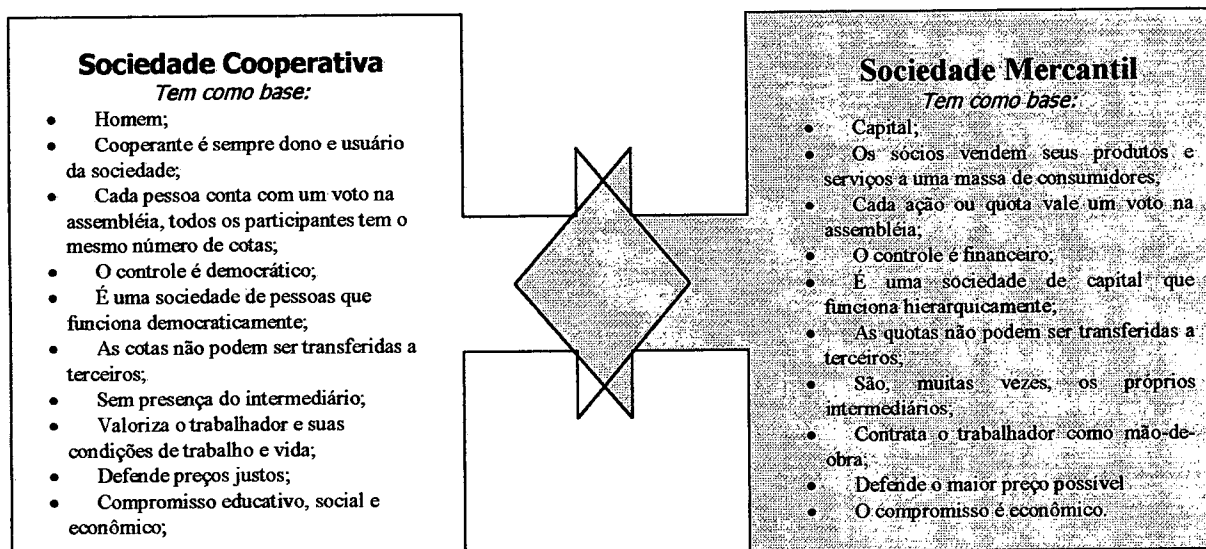 Sociedade Cooperativa
Tem como base:
• Homem;
• Cooperante é sempre dono e usuário
da sociedade;
• Cada pessoa conta com um voto na
assembléia, todos os participantes tem o
mesmo número de cotas;
• O controle é democrático;
• É uma sociedade de pessoas que
funciona democraticamente;
• As cotas não podem ser transferidas a
terceiros;
• Sem presença do intermediário;
• Valoriza o trabalhador e suas
condições de trabalho e vida;
• Defende preços justos;
• Compromisso educativo, social e
econômico;
Sociedade Mercantil
Tem como base:
• Capital;
• Os sócios vendem seus produtos e
serviços a uma massa de consumidores;
• Cada ação ou quota vale um voto na
assembléia;
• O controle é financeiro;
• É uma sociedade de capital que
funciona hierarquicamente;
• As quotas não podem ser transferidas a
terceiros;
• São, muitas vezes, os próprios
intermediários;
• Contrata o trabalhador como mão-de-
obra;
• Defende o maior preço possível
• O compromisso é econômico.